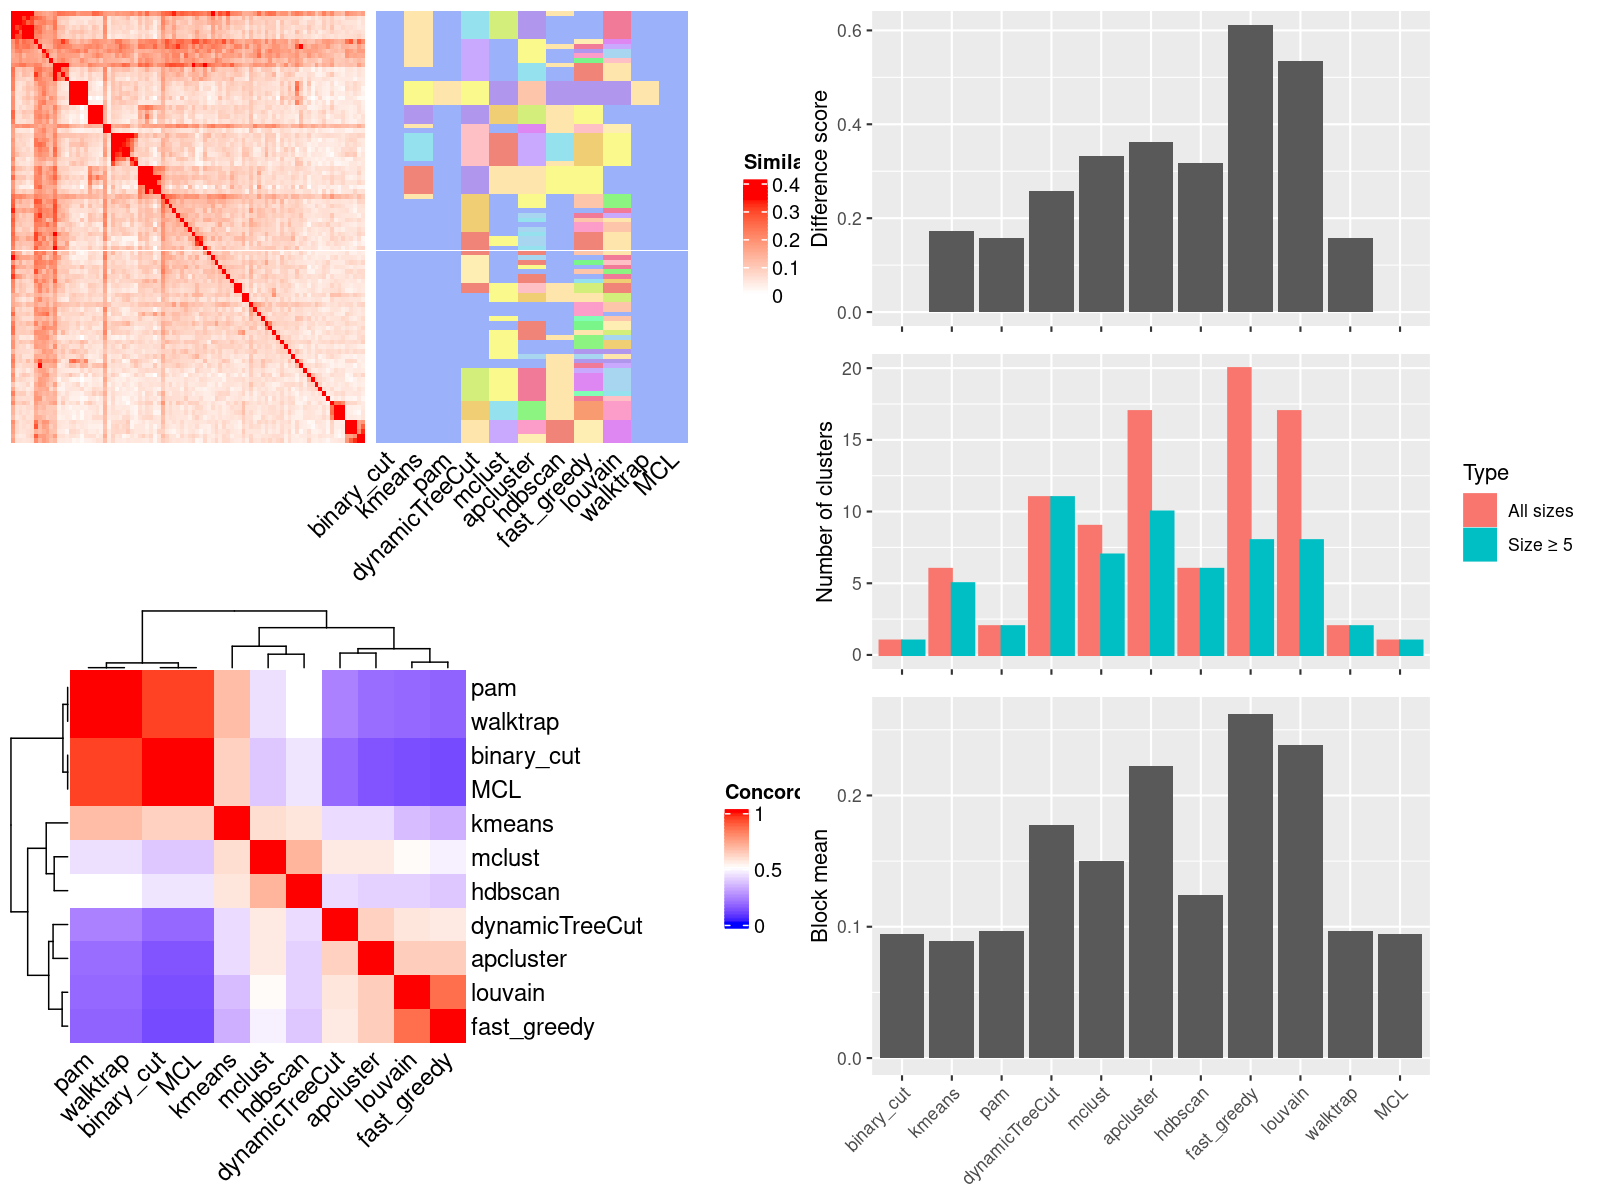 Simila
0.4
0.3
0.2
0.1
0
binary_cut
kmeans
pam
dynamicTreeCut
mclust
apcluster
hdbscan
fast_greedy
louvain
walktrap
MCL
pam
walktrap
binary_cut
MCL
kmeans
mclust
hdbscan
dynamicTreeCut
apcluster
louvain
fast_greedy
pam
walktrap
binary_cut
MCL
kmeans
mclust
hdbscan
dynamicTreeCut
apcluster
louvain
fast_greedy
Concord
1
0.5
0
Difference score
0.6
0.4
0.2
0.0
Number of clusters
20
15
10
5
0
Type
All sizes
Size ≥ 5
Block mean
0.2
0.1
0.0
binary_cut
kmeans
pam
dynamicTreeCut
mclust
apcluster
hdbscan
fast_greedy
louvain
walktrap
MCL